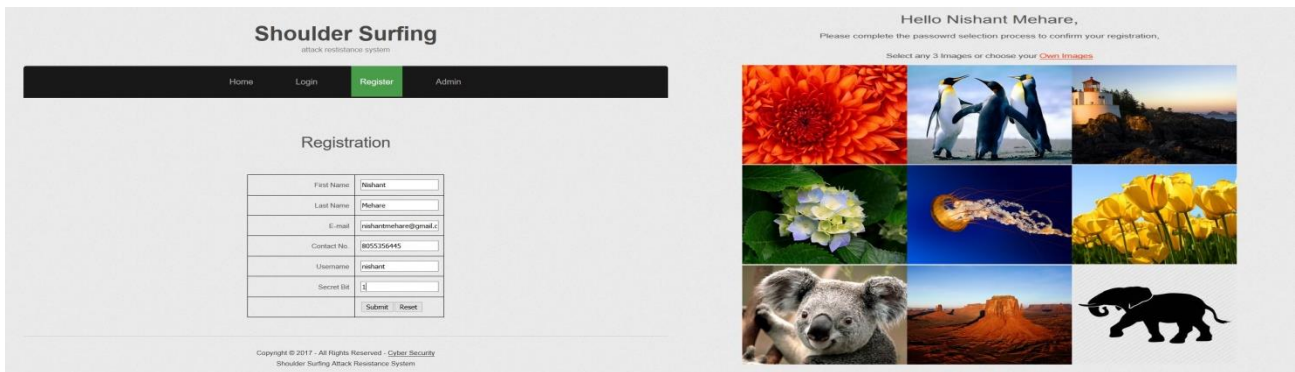 Shoulder Surfing
attack restistance system
Home Login Register Admin
Registration
First Name Nishant
Last Name Mehare
E-mail nishantmehare@gmail.c
Contact No. 8055356445
Username nishant
Secret Bit 1
Submit Reset
Copyright © 2017 - All Rights Reserved - Cyber Security
Shoulder Surfing Attack Resistance System
Hello Nishant Mehare,
Please complete the passowrd selection process to confirm your registration,
Select any 3 Images or choose your Own Images